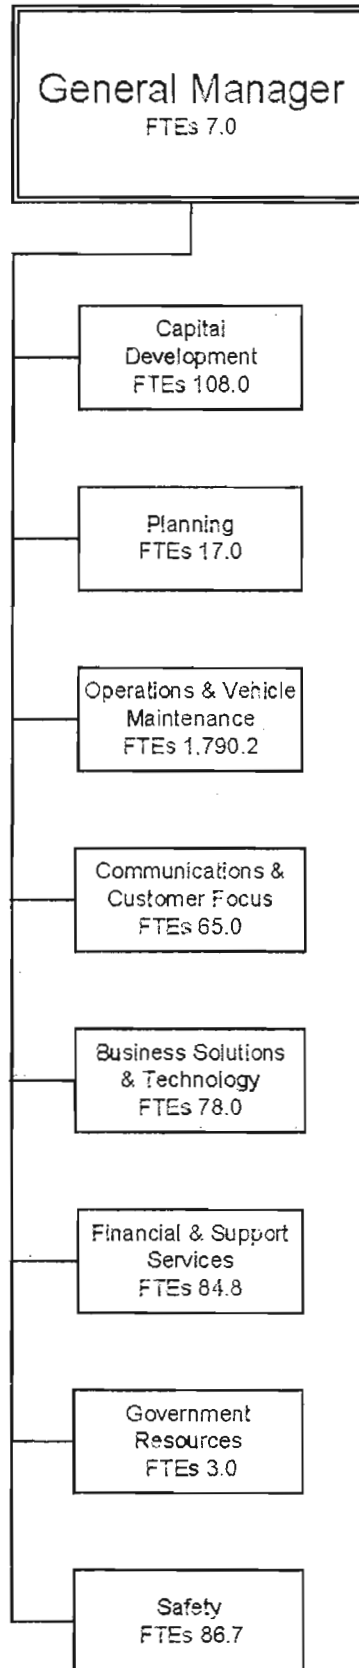 General Manager
FTEs 7.0
Capital
Development
FTEs 108.0
Planning
FTEs 17.0
Operations & Vehicle
Maintenance
FTEs 1,790.2
Communications &
Customer Focus
FTEs 65.0
Business Solutions
& Technology
FTEs 78.0
Financial & Support
Services
FTEs 84.8
Government
Resources
FTEs 3.0
Safety
FTEs 86.7